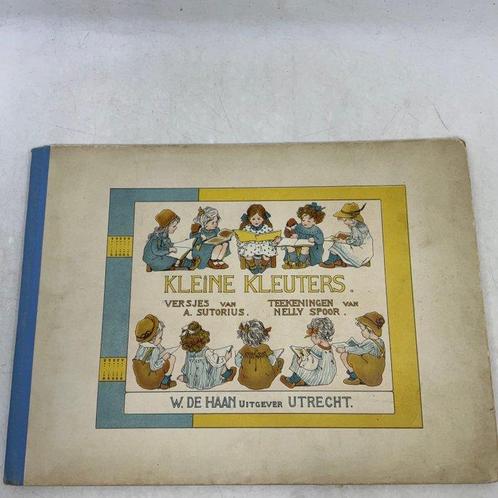 KLEINE KLEUTERS.
VERSJES VAN TEEKENINGEN VAN
A. SUTORIUS. NELLY SPOOR.
W. DE HAAN UITGEVER UTRECHT.